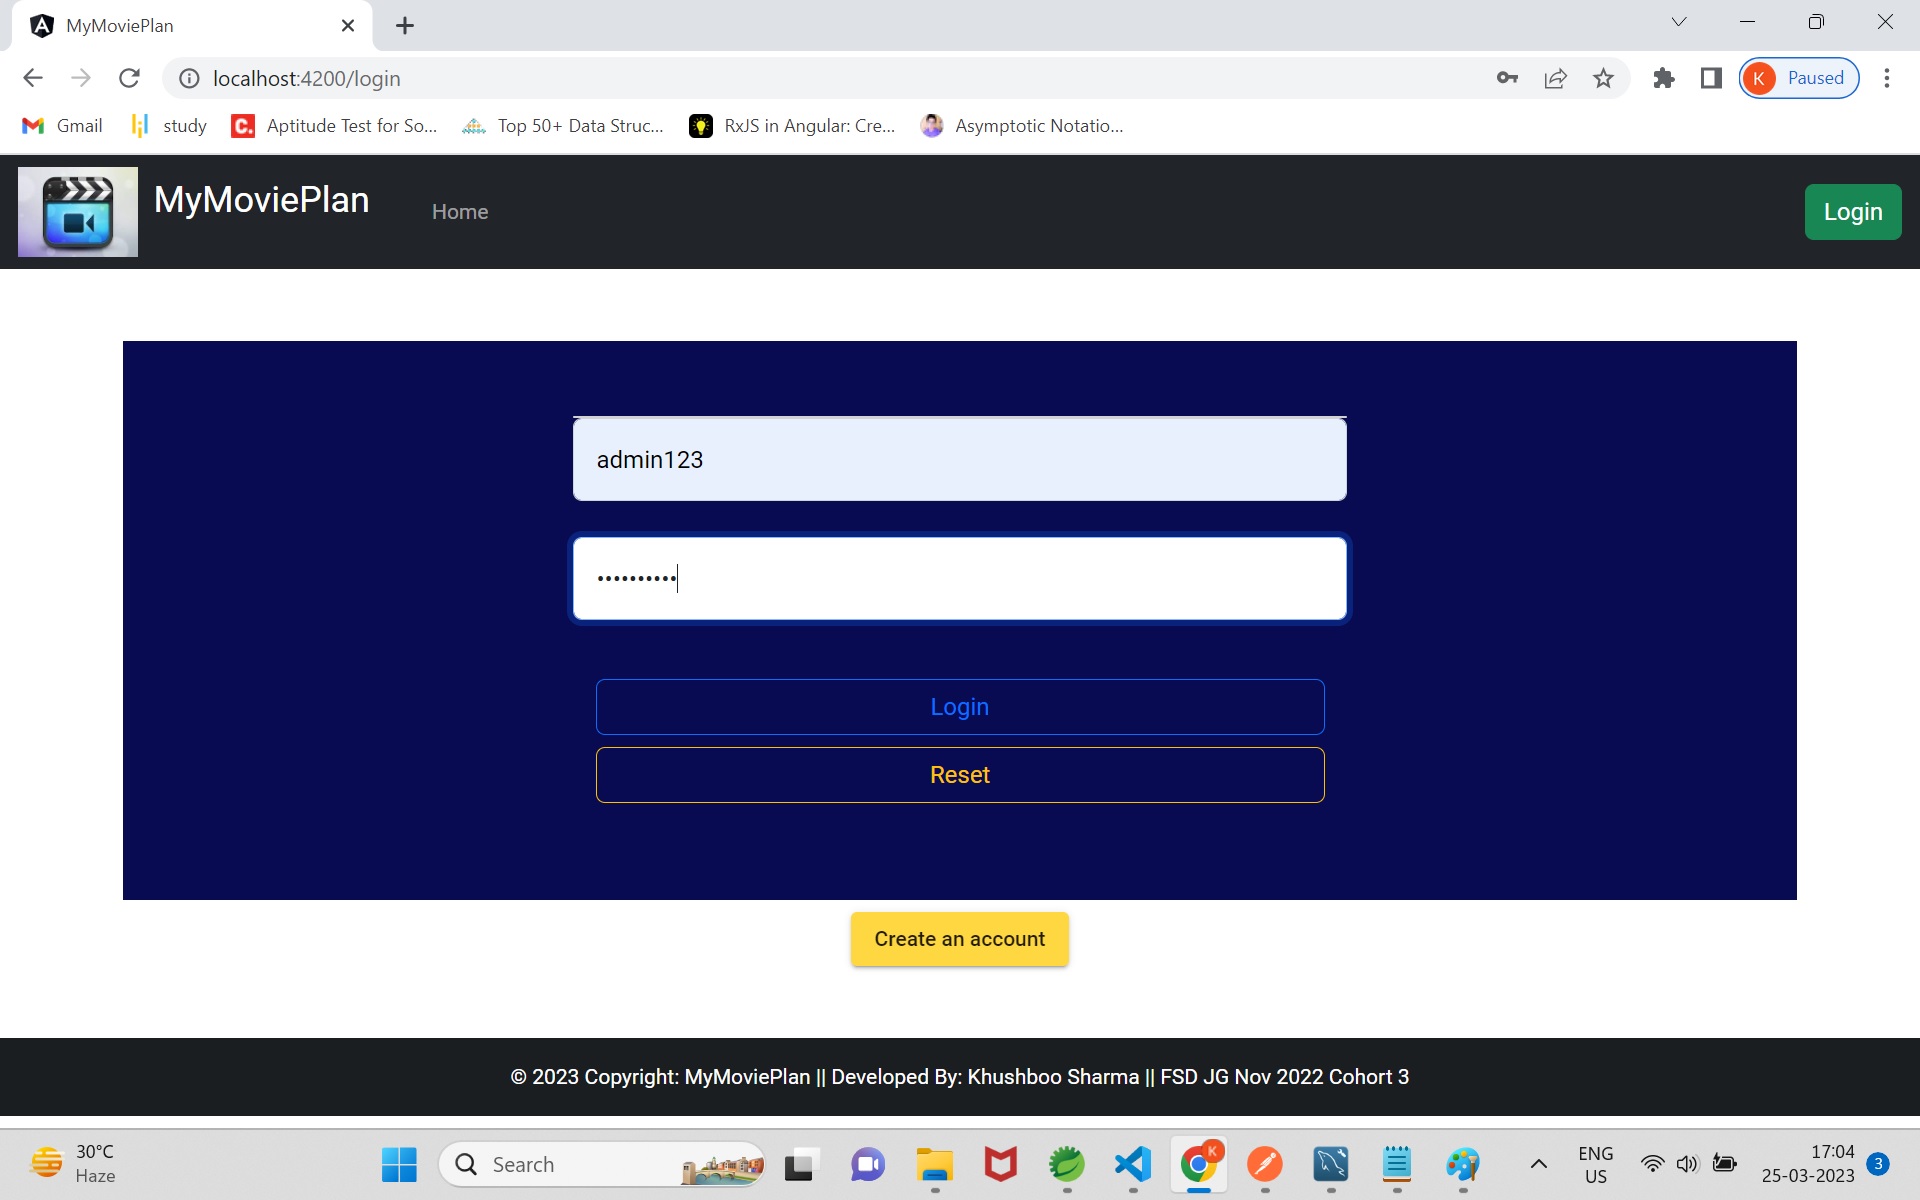 MyMoviePlan
localhost:4200/login
K Paused
Gmail study C. Aptitude Test for So... Top 50+ Data Struc... RxJS in Angular: Cre... Asymptotic Notatio...
MyMoviePlan Home Login
admin123
••••••••••
Login
Reset
Create an account
© 2023 Copyright: MyMoviePlan || Developed By: Khushboo Sharma || FSD JG Nov 2022 Cohort 3
30°C
Haze
Search
K
ENG
US
17:04
25-03-2023
3